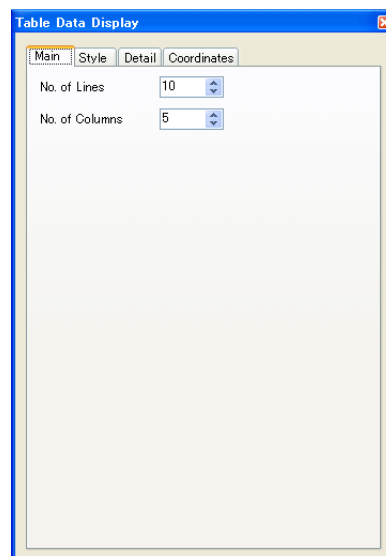 Table Data Display
Main Style Detail Coordinates
No. of Lines 10
No. of Columns 5